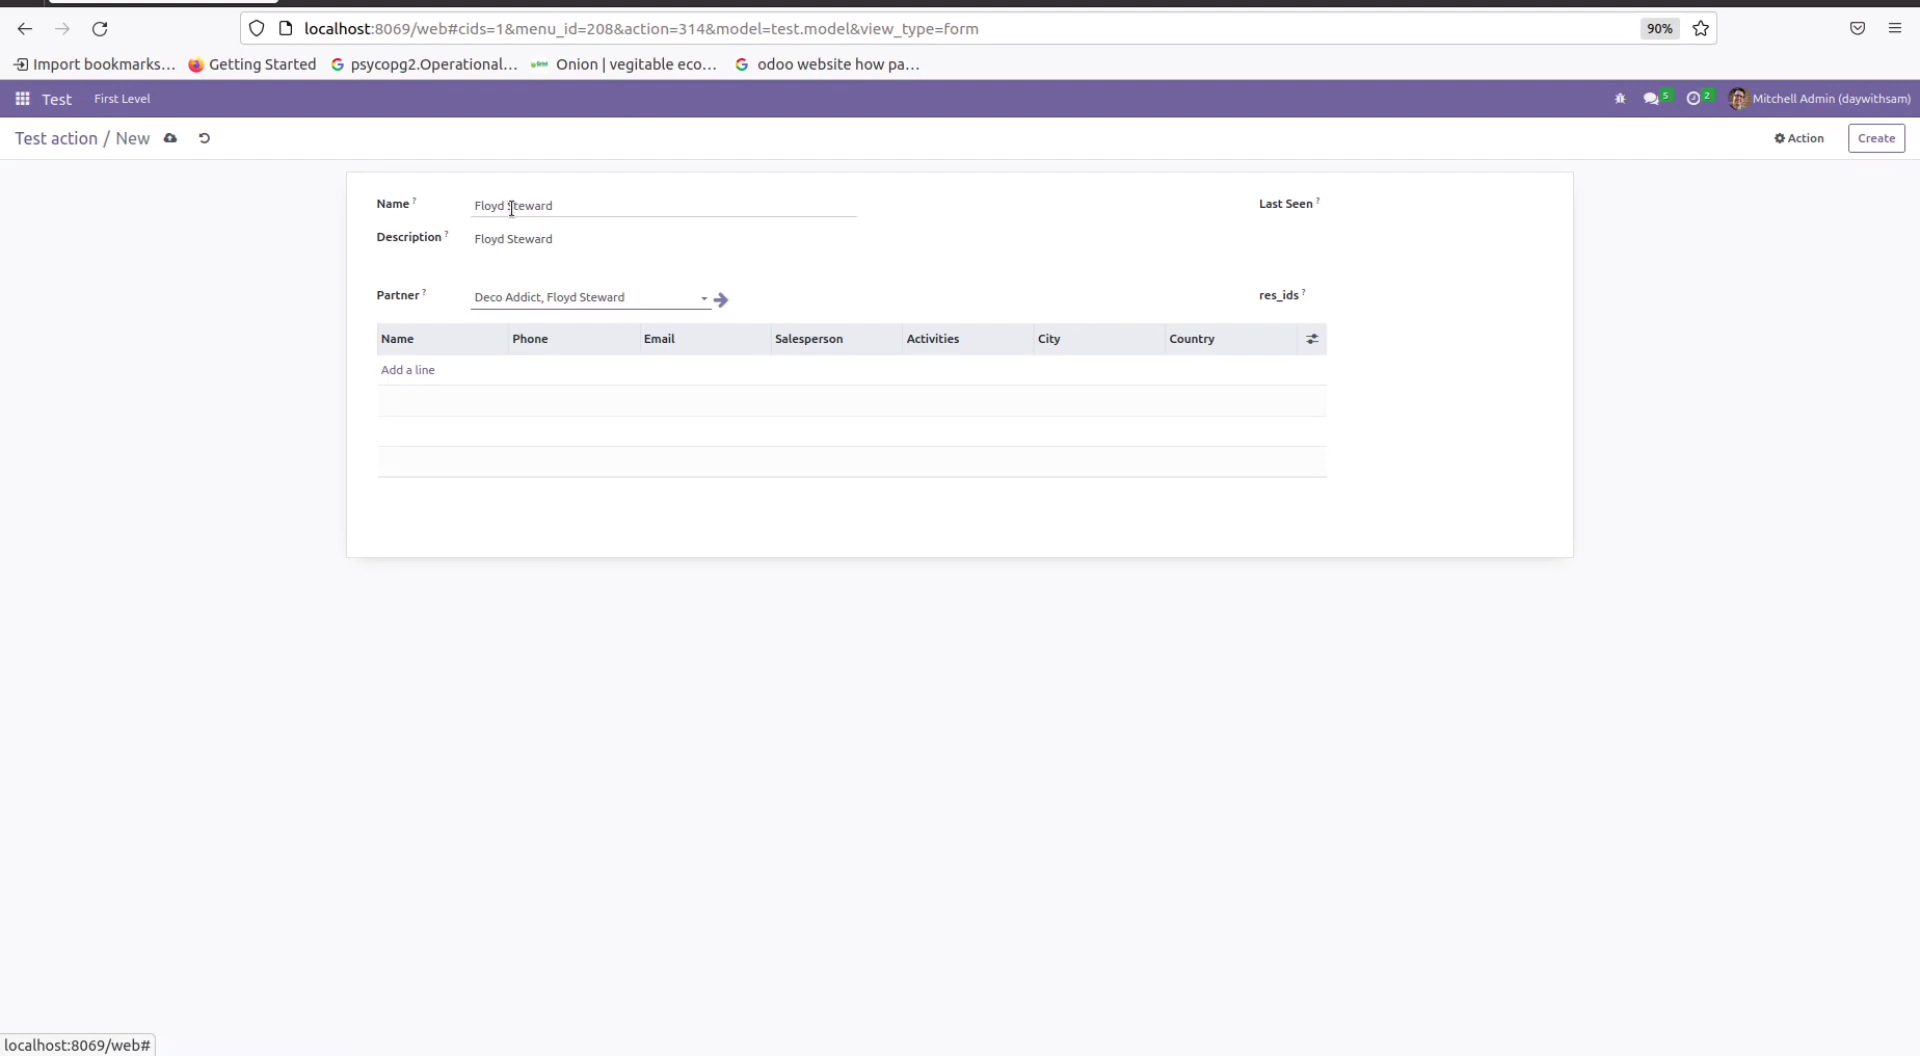 localhost:8069/web#cids=1&menu_id=208&action=314&model=test.model&view_type=form 90%
Import bookmarks... Getting Started psycopg2.Operational... Onion | vegitable eco... odoo website how pa...
Test First Level 5 2 Mitchell Admin (daywithsam)
Test action / New Action Create
Name ? Floyd Steward Last Seen ?
Description ? Floyd Steward
Partner ? Deco Addict, Floyd Steward res_ids ?
Name Phone Email Salesperson Activities City Country
Add a line
localhost:8069/web#